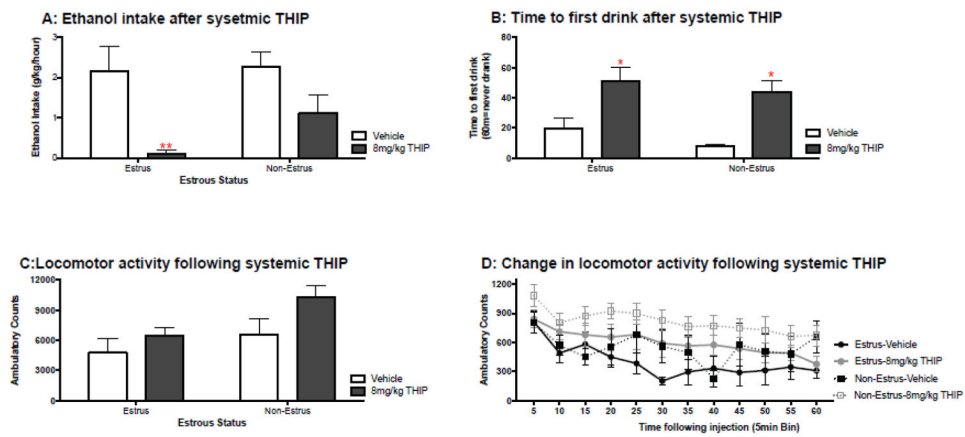 A: Ethanol intake after sysetmic THIP
Ethanol Intake (g/kg/hour)
3
2
1
0
**
Estrus
Non-Estrus
Estrous Status
Vehicle
8mg/kg THIP
B: Time to first drink after systemic THIP
Time to first drink
(60m=never drank)
80
60
40
20
0
*
*
Estrus
Non-Estrus
Vehicle
8mg/kg THIP
C:Locomotor activity following systemic THIP
Ambulatory Counts
12000
9000
6000
3000
0
Estrus
Non-Estrus
Estrous Status
Vehicle
8mg/kg THIP
D: Change in locomotor activity following systemic THIP
Ambulatory Counts
1200
900
600
300
0
5 10 15 20 25 30 35 40 45 50 55 60
Time following injection (5min Bin)
Estrus-Vehicle
Estrus-8mg/kg THIP
Non-Estrus-Vehicle
Non-Estrus-8mg/kg THIP